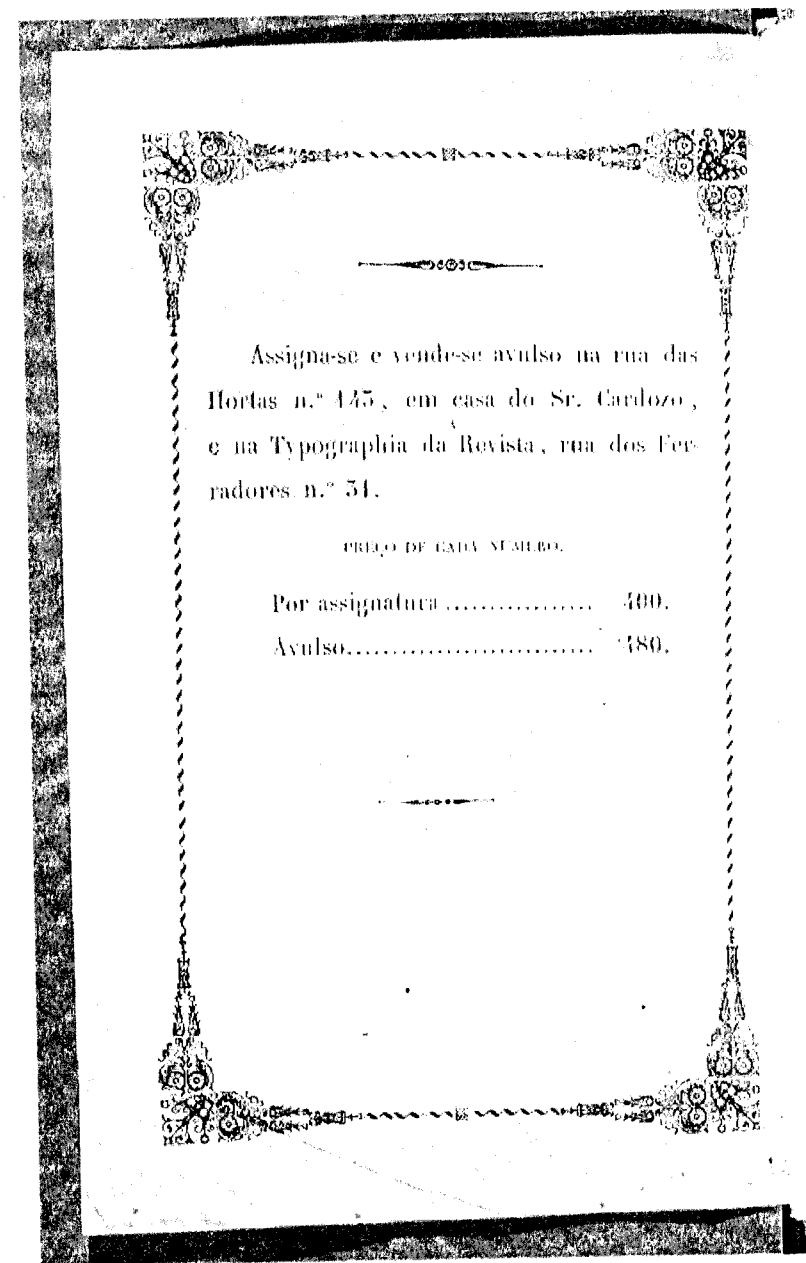 Assigna-se e vende-se avulso na rua das
Hortas n.º 145, em casa do Sr. Cardozo,
e na Typographia da Revista, rua dos Fer-
radores n.º 31.
PREÇO DE CADA NUMERO.
Por assignatura................ 400.
Avulso........................... 480.